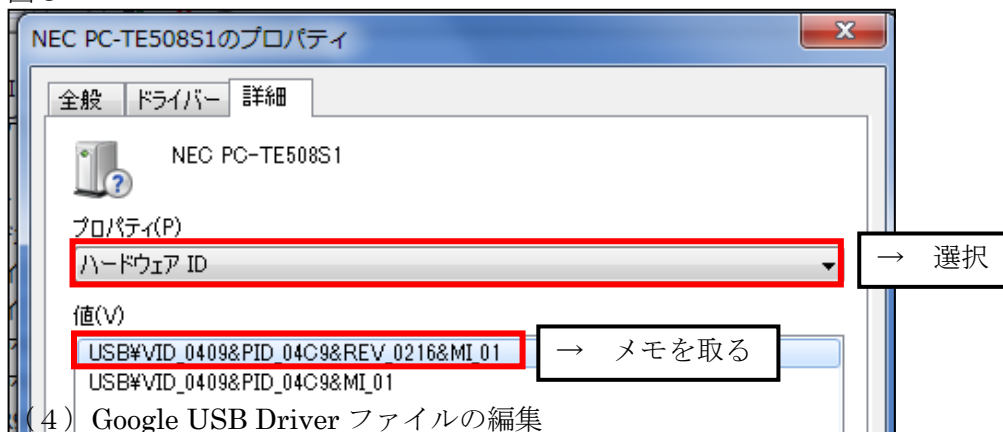 NEC PC-TE508S1のプロパティ
x
全般 ドライバー 詳細
NEC PC-TE508S1
プロパティ(P)
ハードウェア ID
→ 選択
値(V)
USB¥VID_0409&PID_04C9&REV_0216&MI_01
→ メモを取る
USB¥VID_0409&PID_04C9&MI_01
(4) Google USB Driver ファイルの編集